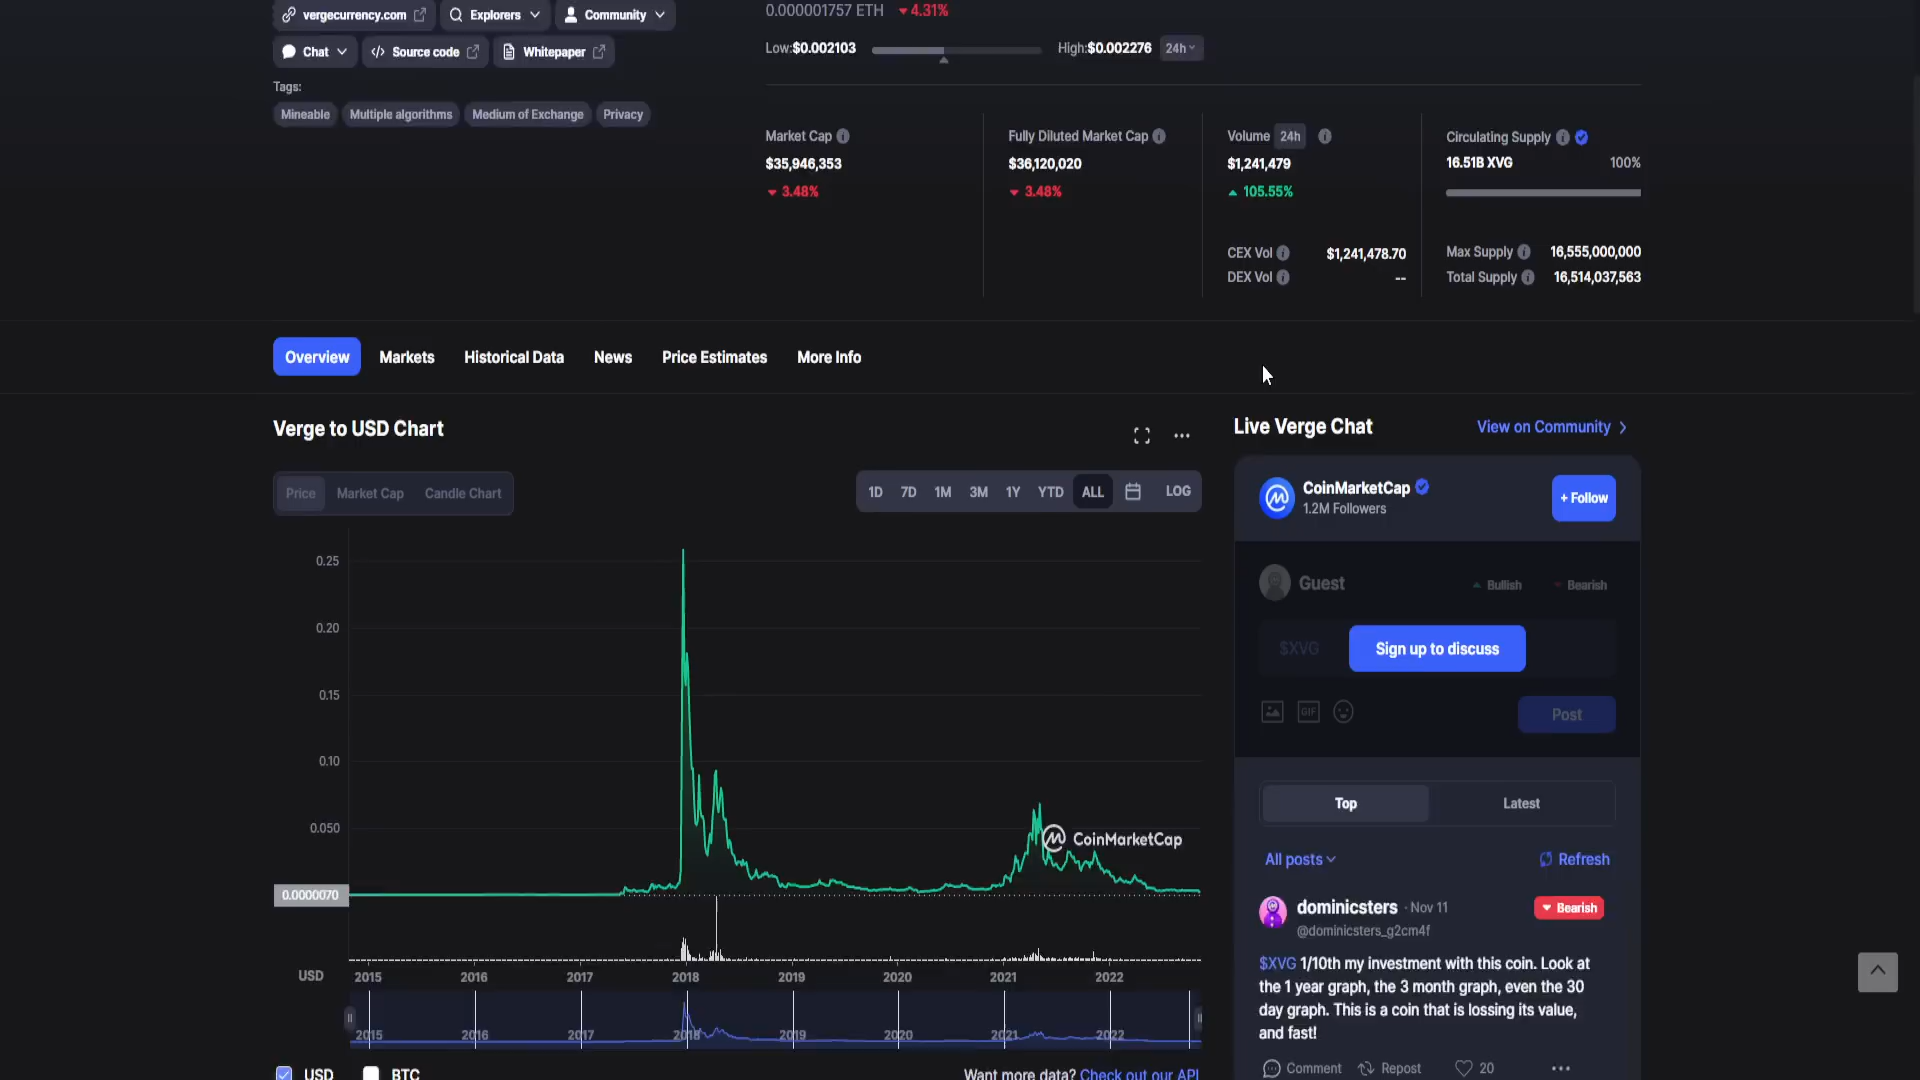 vergecurrency.com
Explorers
Community
0.000001757 ETH 4.31%
Chat
Source code
Whitepaper
Low:$0.002103
High:$0.002276
24h
Tags:
Mineable
Multiple algorithms
Medium of Exchange
Privacy
Market Cap
$35,946,353
3.48%
Fully Diluted Market Cap
$36,120,020
3.48%
Volume 24h
$1,241,479
105.55%
CEX Vol $1,241,478.70
DEX Vol --
Circulating Supply
16.51B XVG 100%
Max Supply 16,555,000,000
Total Supply 16,514,037,563
Overview
Markets
Historical Data
News
Price Estimates
More Info
Verge to USD Chart
Price
Market Cap
Candle Chart
1D 7D 1M 3M 1Y YTD ALL LOG
0.25
0.20
0.15
0.10
0.050
0.0000070
CoinMarketCap
USD 2015 2016 2017 2018 2019 2020 2021 2022
2015 2016 2017 2018 2019 2020 2021 2022
USD
BTC
Want more data? Check out our API
Live Verge Chat
View on Community
CoinMarketCap
1.2M Followers
+ Follow
Guest
Bullish
Bearish
$XVG
Sign up to discuss
GIF
Post
Top
Latest
All posts
Refresh
dominicsters · Nov 11
Bearish
@dominicsters_g2cm4f
$XVG 1/10th my investment with this coin. Look at
the 1 year graph, the 3 month graph, even the 30
day graph. This is a coin that is lossing its value,
and fast!
Comment
Repost
20